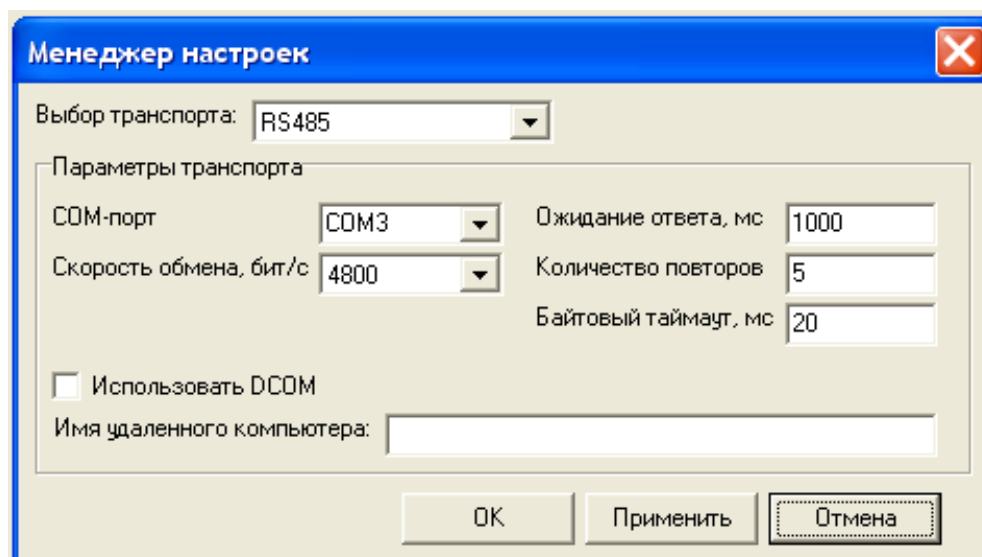 Менеджер настроек
Выбор транспорта: RS485
Параметры транспорта
COM-порт COM3 Ожидание ответа, мс 1000
Скорость обмена, бит/с 4800 Количество повторов 5
Байтовый таймаут, мс 20
Использовать DCOM
Имя удаленного компьютера:
OK Применить Отмена